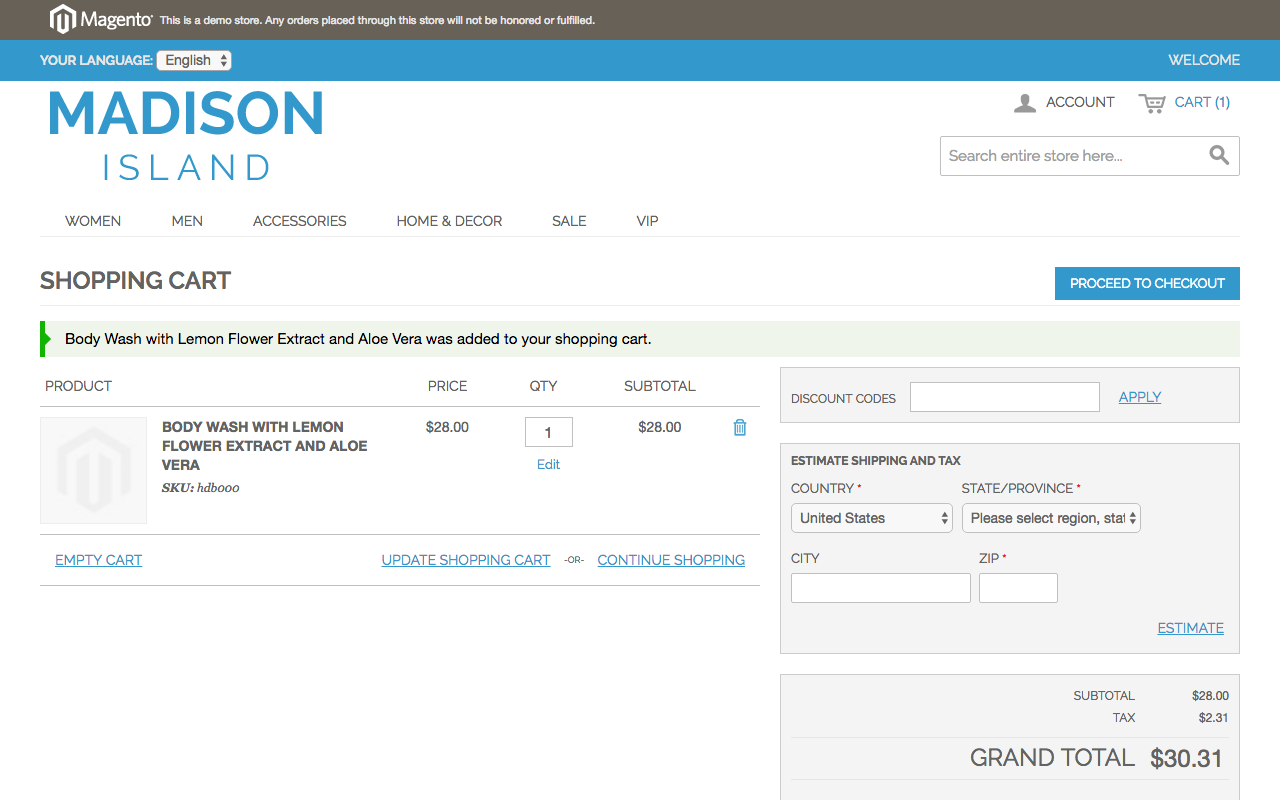 Magento® This is a demo store. Any orders placed through this store will not be honored or fulfilled.
YOUR LANGUAGE: English WELCOME
MADISON
ISLAND
ACCOUNT CART (1)
Search entire store here...
WOMEN MEN ACCESSORIES HOME & DECOR SALE VIP
SHOPPING CART
PROCEED TO CHECKOUT
Body Wash with Lemon Flower Extract and Aloe Vera was added to your shopping cart.
PRODUCT PRICE QTY SUBTOTAL
BODY WASH WITH LEMON
FLOWER EXTRACT AND ALOE
VERA
SKU: hdb000
$28.00 1 $28.00
Edit
EMPTY CART UPDATE SHOPPING CART -OR- CONTINUE SHOPPING
DISCOUNT CODES APPLY
ESTIMATE SHIPPING AND TAX
COUNTRY * STATE/PROVINCE *
United States Please select region, stat
CITY ZIP *
ESTIMATE
SUBTOTAL $28.00
TAX $2.31
GRAND TOTAL $30.31